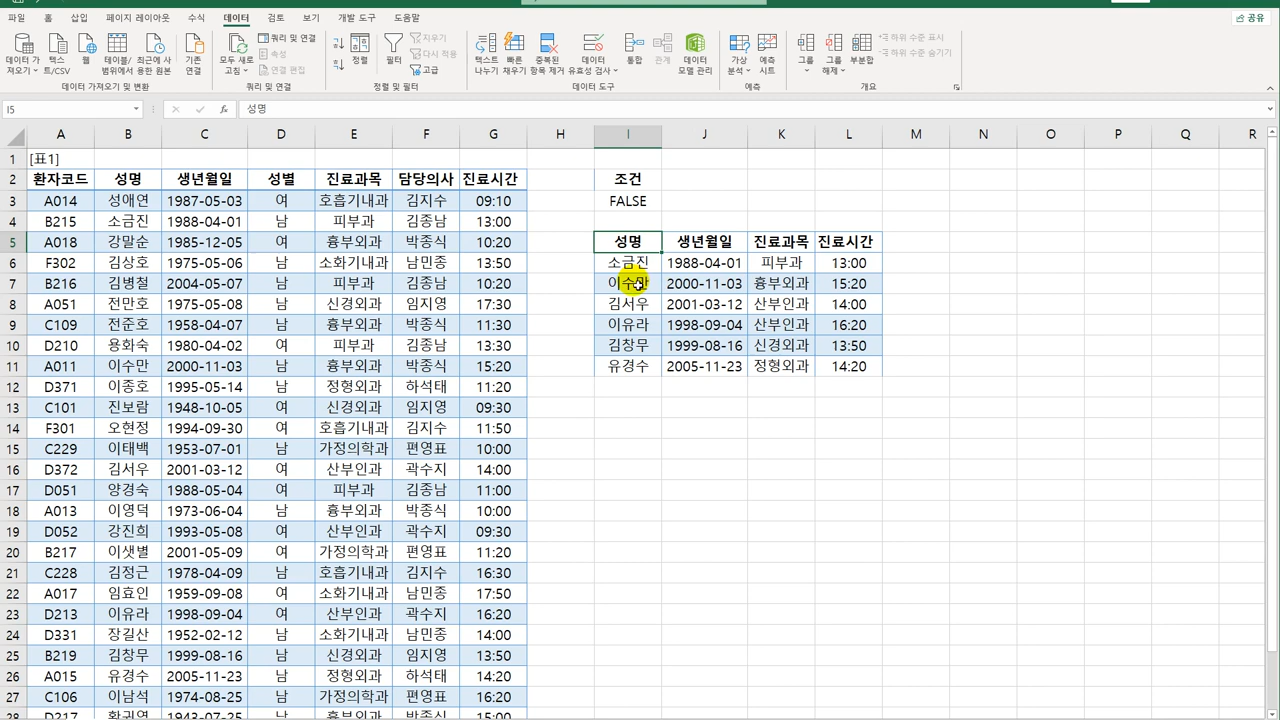 파일 홈 삽입 페이지 레이아웃 수식 데이터 검토 보기 개발 도구 도움말 공유
데이터 가져오기 텍스트/CSV 웹 테이블/범위에서 최근에 사용한 원본 기존 연결 모두 새로 고침 쿼리 및 연결 속성 연결 편집 정렬 필터 지우기 다시 적용 고급 텍스트 나누기 빠른 채우기 중복된 항목 제거 데이터 유효성 검사 통합 관계 데이터 모델 관리 가상 분석 예측 시트 그룹 그룹 해제 부분합 하위 수준 표시 하위 수준 숨기기
데이터 가져오기 및 변환 쿼리 및 연결 정렬 및 필터 데이터 도구 예측 개요
I5 fx 성명
A B C D E F G H I J K L M N O P Q R
1 [표1]
2 환자코드 성명 생년월일 성별 진료과목 담당의사 진료시간 조건
3 A014 성애연 1987-05-03 여 호흡기내과 김지수 09:10 FALSE
4 B215 소금진 1988-04-01 남 피부과 김종남 13:00
5 A018 강말순 1985-12-05 여 흉부외과 박종식 10:20 성명 생년월일 진료과목 진료시간
6 F302 김상호 1975-05-06 남 소화기내과 남민종 13:50 소금진 1988-04-01 피부과 13:00
7 B216 김병철 2004-05-07 남 피부과 김종남 10:20 이수만 2000-11-03 흉부외과 15:20
8 A051 전만호 1975-05-08 남 신경외과 임지영 17:30 김서우 2001-03-12 산부인과 14:00
9 C109 전준호 1958-04-07 남 흉부외과 박종식 11:30 이유라 1998-09-04 산부인과 16:20
10 D210 용화숙 1980-04-02 여 피부과 김종남 13:30 김창무 1999-08-16 신경외과 13:50
11 A011 이수만 2000-11-03 남 흉부외과 박종식 15:20 유경수 2005-11-23 정형외과 14:20
12 D371 이종호 1995-05-14 남 정형외과 하석태 11:20
13 C101 진보람 1948-10-05 여 신경외과 임지영 09:30
14 F301 오현정 1994-09-30 여 호흡기내과 김지수 11:50
15 C229 이태백 1953-07-01 남 가정의학과 편영표 10:00
16 D372 김서우 2001-03-12 여 산부인과 곽수지 14:00
17 D051 양경숙 1988-05-04 여 피부과 김종남 11:00
18 A013 이영덕 1973-06-04 남 흉부외과 박종식 10:00
19 D052 강진희 1993-05-08 여 산부인과 곽수지 09:30
20 B217 이샛별 2001-05-09 여 가정의학과 편영표 11:20
21 C228 김정근 1978-04-09 남 호흡기내과 김지수 16:30
22 A017 임효인 1959-09-08 여 소화기내과 남민종 17:50
23 D213 이유라 1998-09-04 여 산부인과 곽수지 16:20
24 D331 장길산 1952-02-12 남 소화기내과 남민종 14:00
25 B219 김창무 1999-08-16 남 신경외과 임지영 13:50
26 A015 유경수 2005-11-23 남 정형외과 하석태 14:20
27 C106 이남석 1974-08-25 남 가정의학과 편영표 16:20
28 D217 황귀영 1943-07-25 남 흉부외과 박종식 15:00